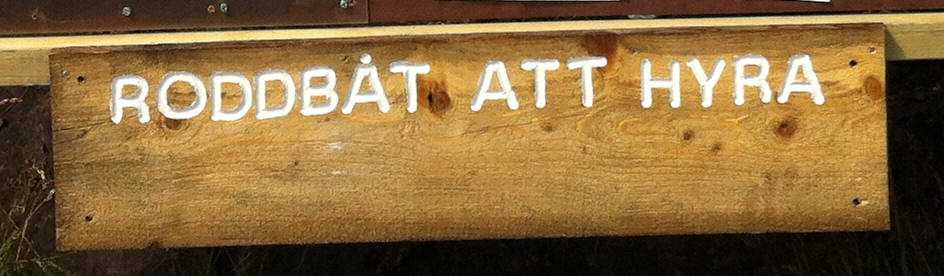 RODDBÅT ATT HYRA